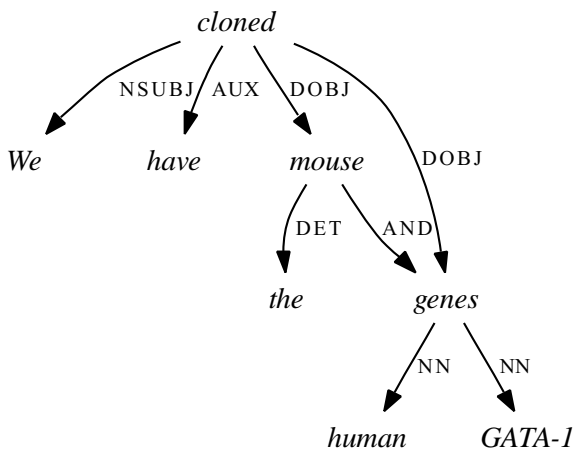 cloned
NSUBJ AUX DOBJ
We have mouse DOBJ
DET AND
the genes
NN NN
human GATA-1